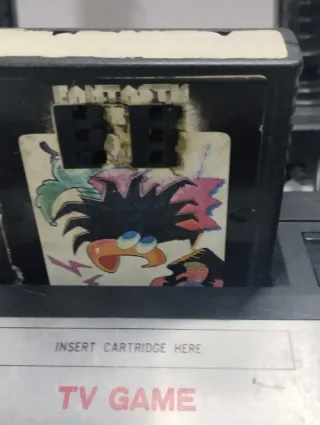 FANTASTIC
INSERT CARTRIDGE HERE
TV GAME